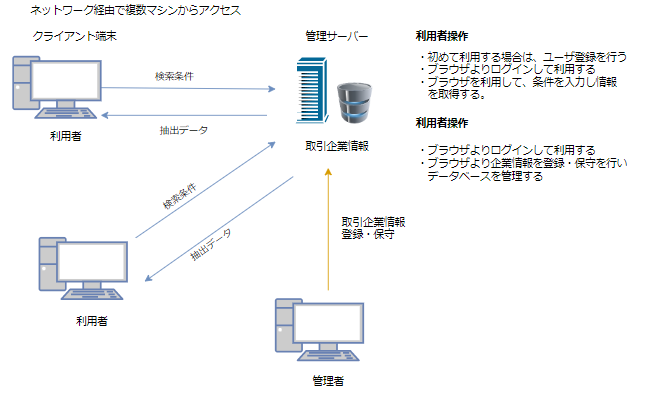 ネットワーク経由で複数マシンからアクセス
クライアント端末
管理サーバー
検索条件
抽出データ
利用者
取引企業情報
検索条件
抽出データ
利用者
取引企業情報
登録・保守
管理者
利用者操作
・初めて利用する場合は、ユーザ登録を行う
・ブラウザよりログインして利用する
・ブラウザを利用して、条件を入力し情報
を取得する。
利用者操作
・ブラウザよりログインして利用する
・ブラウザより企業情報を登録・保守を行い
データベースを管理する